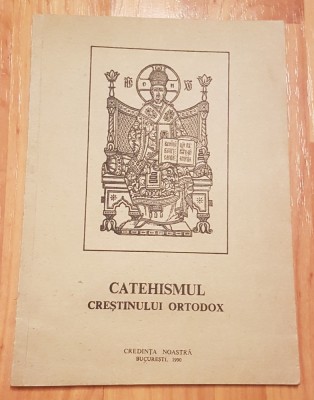 CATEHISMUL
CREȘTINULUI ORTODOX
CREDINȚA NOASTRĂ
BUCUREȘTI, 1990